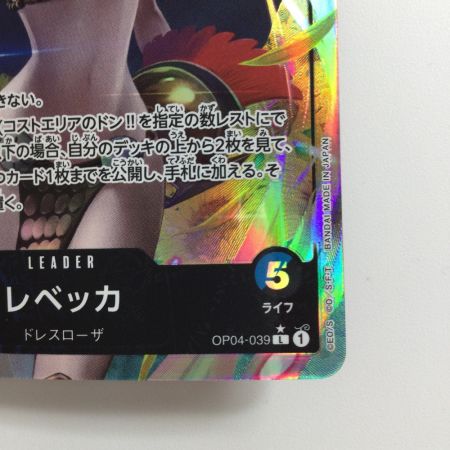 きない。
(コストエリアのドン!!を指定の数レストにで
下の場合、自分のデッキの上から2枚を見て、
カード1枚までを公開し、手札に加える。そ
く。
LEADER
レベッカ
ドレスローザ
5
ライフ
OP04-039 L 1
©E.O/S. ©O/S.F.T. BANDAI MADE IN JAPAN